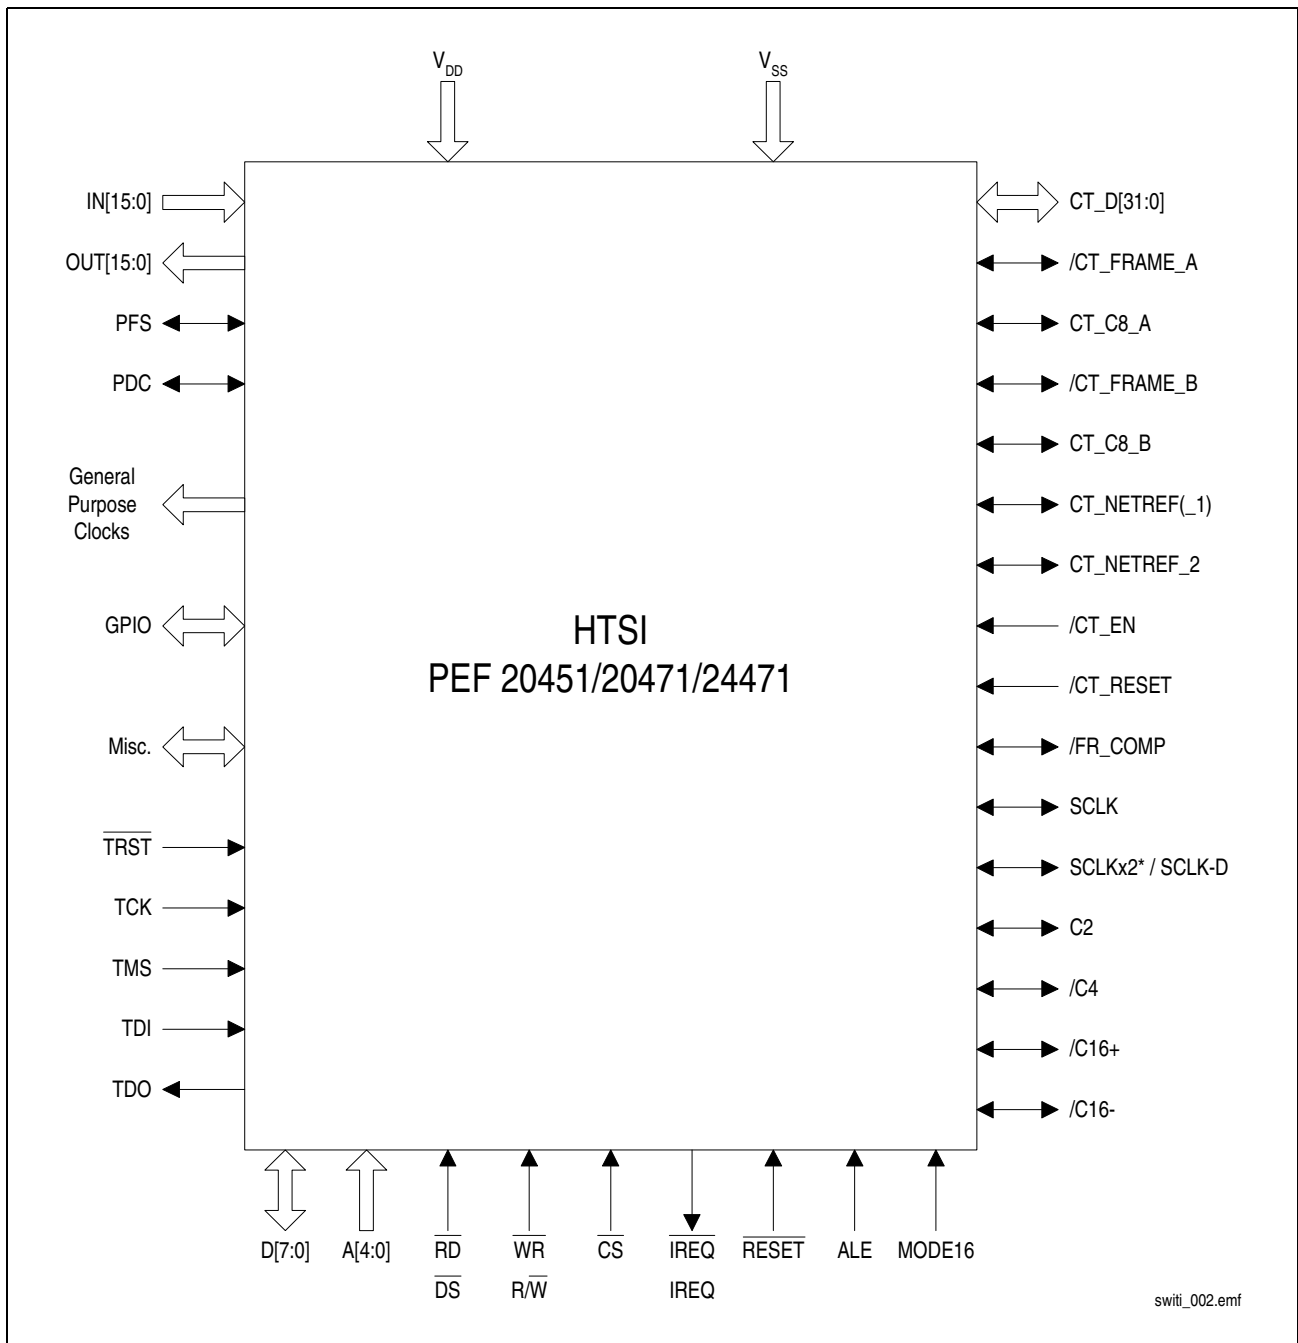 VDD
VSS
IN[15:0]
OUT[15:0]
PFS
PDC
General
Purpose
Clocks
GPIO
Misc.
TRST
TCK
TMS
TDI
TDO
HTSI
PEF 20451/20471/24471
CT_D[31:0]
/CT_FRAME_A
CT_C8_A
/CT_FRAME_B
CT_C8_B
CT_NETREF(_1)
CT_NETREF_2
/CT_EN
/CT_RESET
/FR_COMP
SCLK
SCLKx2* / SCLK-D
C2
/C4
/C16+
/C16-
D[7:0] A[4:0] RD WR CS IREQ RESET ALE MODE16
DS R/W IREQ
switi_002.emf